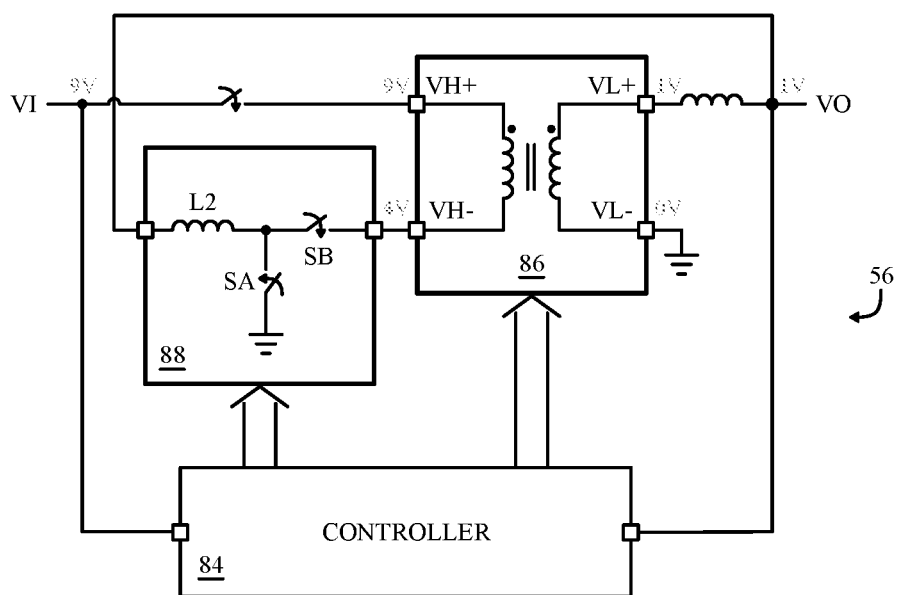 9V 9V VH+ VL+ 1V 1V
VI VO
L2 VH- 4V VL- 0V
SB
SA 86
56
88
CONTROLLER
84